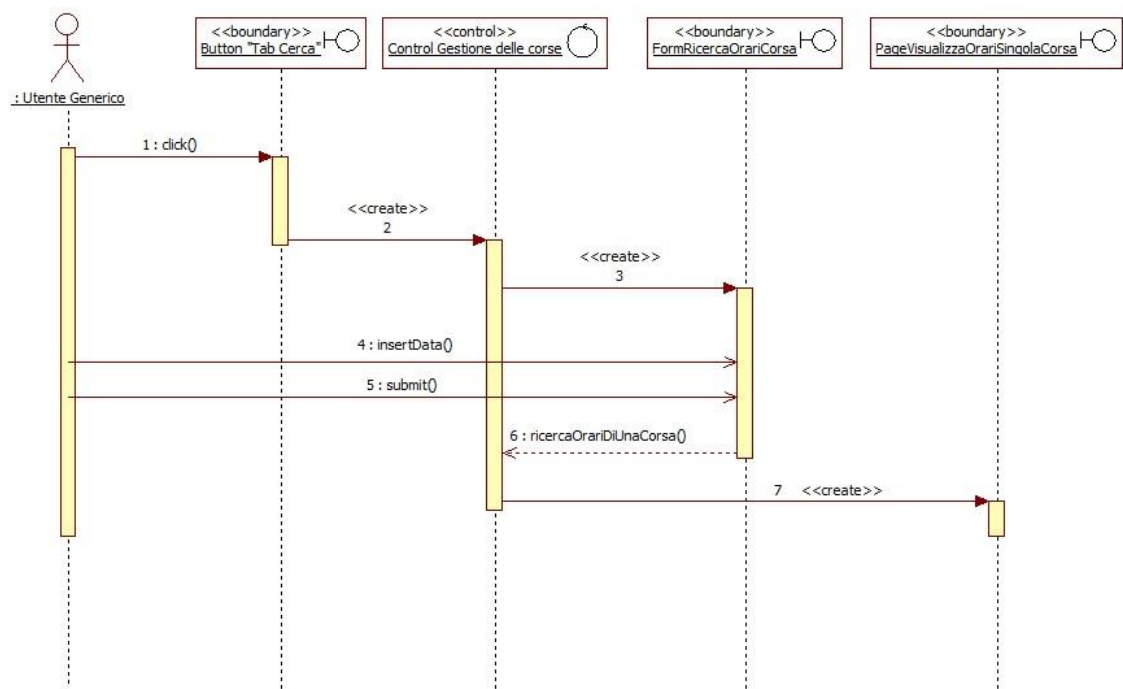 <<boundary>>
Button "Tab Cerca"
<<control>>
Control Gestione delle corse
<<boundary>>
FormRicercaOrariCorsa
<<boundary>>
PageVisualizzaOrariSingolaCorsa
: Utente Generico
1 : click()
<<create>>
2
<<create>>
3
4 : insertData()
5 : submit()
6 : ricercaOrariDiUnaCorsa()
7 <<create>>